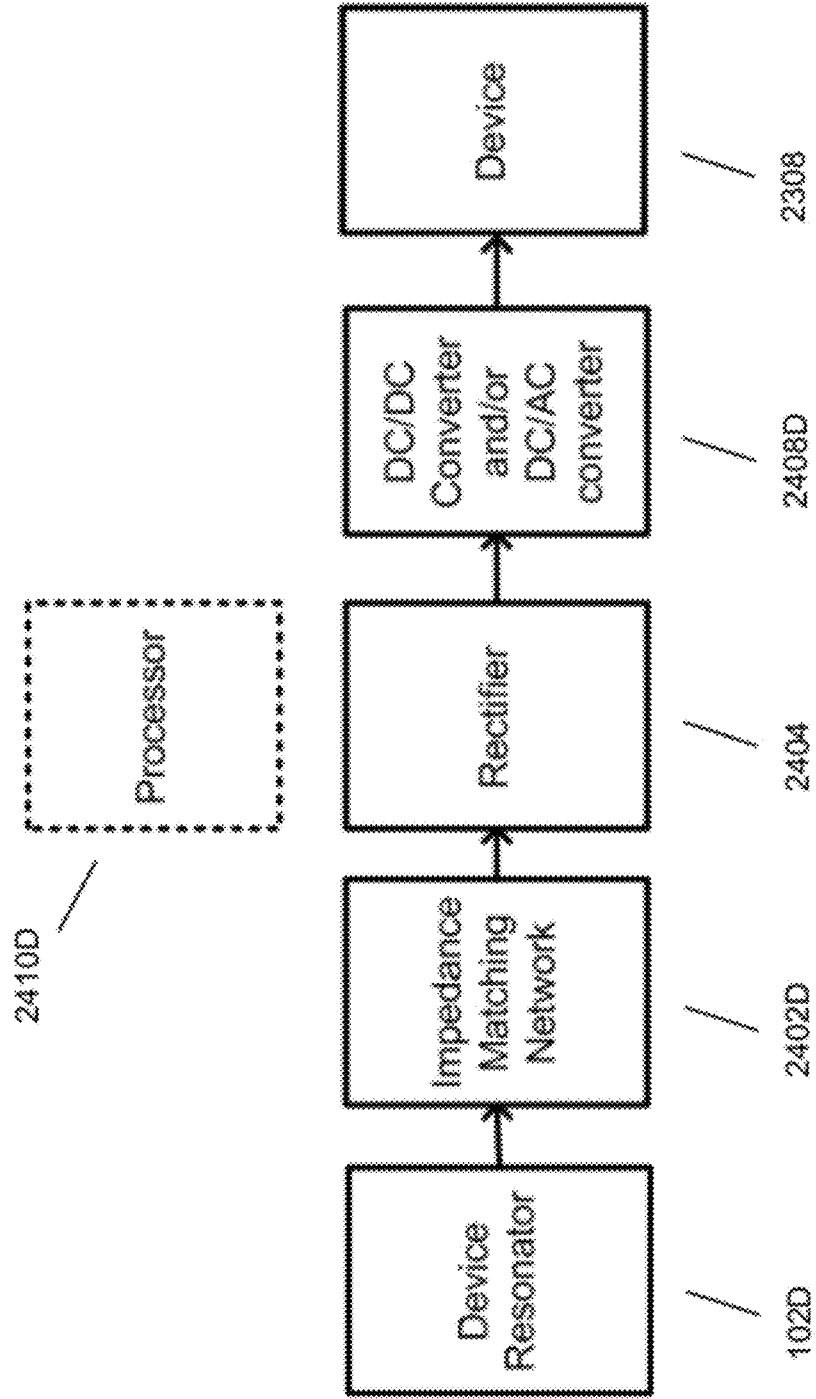 2410D
Processor
Device
Resonator
Impedance
Matching
Network
Rectifier
DC/DC
Converter
and/or
DC/AC
converter
Device
102D
2402D
2404
2408D
2308